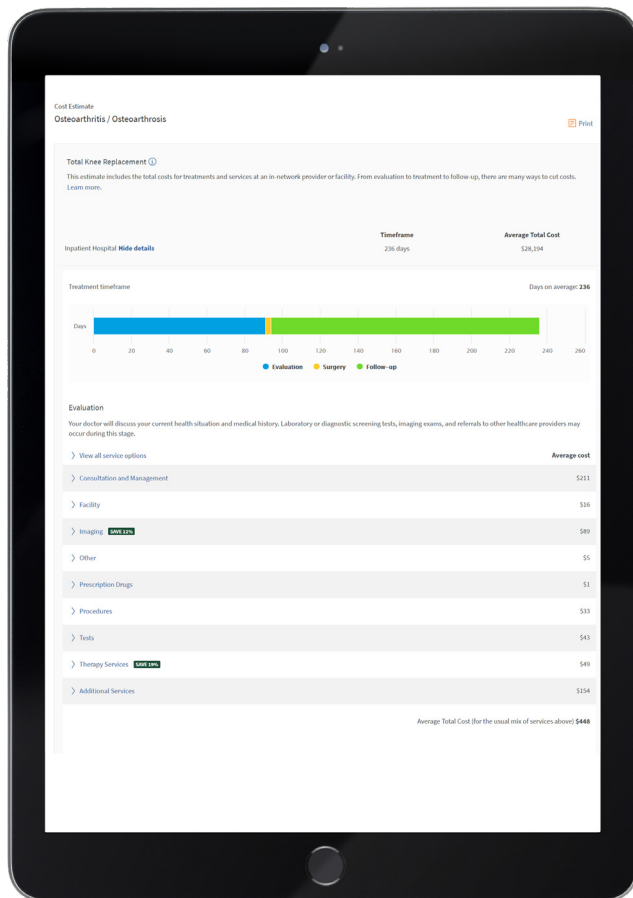 Cost Estimate
Osteoarthritis / Osteoarthrosis
Print
Total Knee Replacement
This estimate includes the total costs for treatments and services at an in-network provider or facility. From evaluation to treatment to follow-up, there are many ways to cut costs.
Learn more.
Timeframe Average Total Cost
Inpatient Hospital Hide details 236 days $28,194
Treatment timeframe Days on average: 236
Days
0 20 40 60 80 100 120 140 160 180 200 220 240 260
Evaluation Surgery Follow-up
Evaluation
Your doctor will discuss your current health situation and medical history. Laboratory or diagnostic screening tests, imaging exams, and referrals to other healthcare providers may
occur during this stage.
View all service options Average cost
Consultation and Management $211
Facility $16
Imaging SAVE 12% $89
Other $5
Prescription Drugs $1
Procedures $33
Tests $43
Therapy Services SAVE 19% $49
Additional Services $154
Average Total Cost (for the usual mix of services above) $448